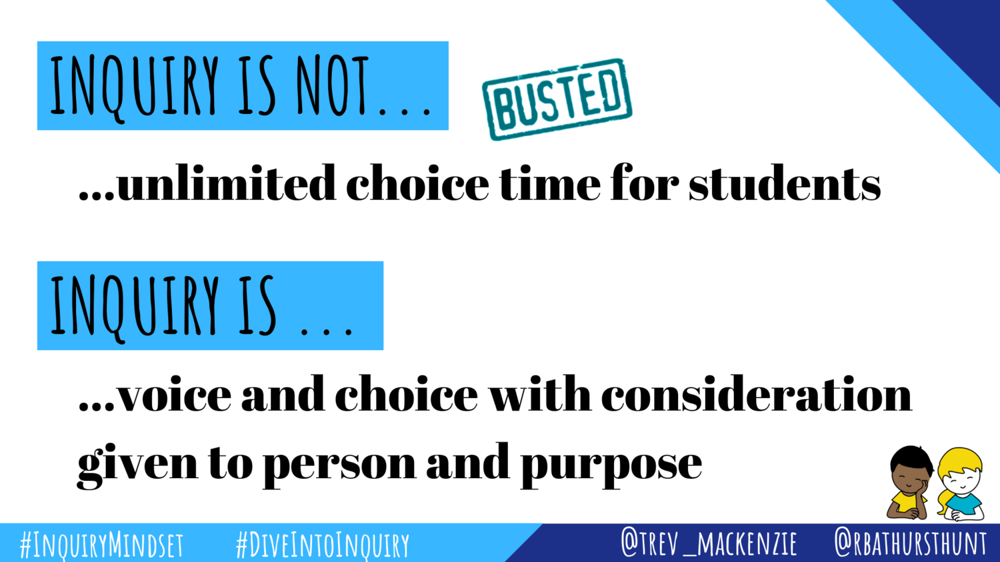 INQUIRY IS NOT...
BUSTED
...unlimited choice time for students
INQUIRY IS ...
...voice and choice with consideration
given to person and purpose
#InquiryMindset #DiveIntoInquiry @trev_mackenzie @rbathursthunt